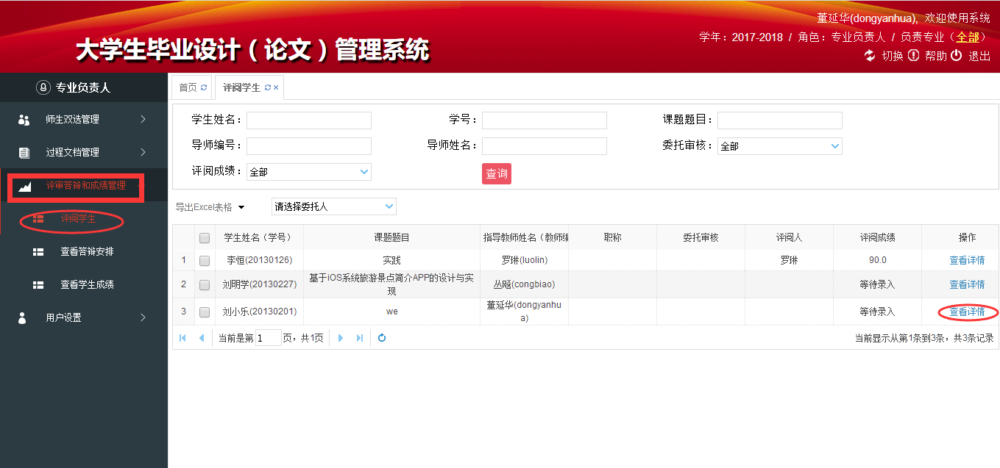 董延华(dongyanhua), 欢迎使用系统
大学生毕业设计（论文）管理系统
学年：2017-2018 / 角色：专业负责人 / 负责专业（全部）
切换 帮助 退出
专业负责人
首页 评阅学生
师生双选管理
过程文档管理
评审答辩和成绩管理
评阅学生
查看答辩安排
查看学生成绩
用户设置
学生姓名： 学号： 课题题目：
导师编号： 导师姓名： 委托审核： 全部
评阅成绩： 全部 查询
导出Excel表格 请选择委托人
学生姓名（学号） 课题题目 指导教师姓名（教师编 职称 委托审核 评阅人 评阅成绩 操作
1 李恒(20130126) 实践 罗琳(luolin) 罗琳 90.0 查看详情
2 刘明学(20130227) 基于iOS系统旅游景点简介APP的设计与实现 丛飚(congbiao) 等待录入 查看详情
3 刘小乐(20130201) we 董延华(dongyanhua) 等待录入 查看详情
当前是第 1 页，共1页 当前显示从第1条到3条，共3条记录